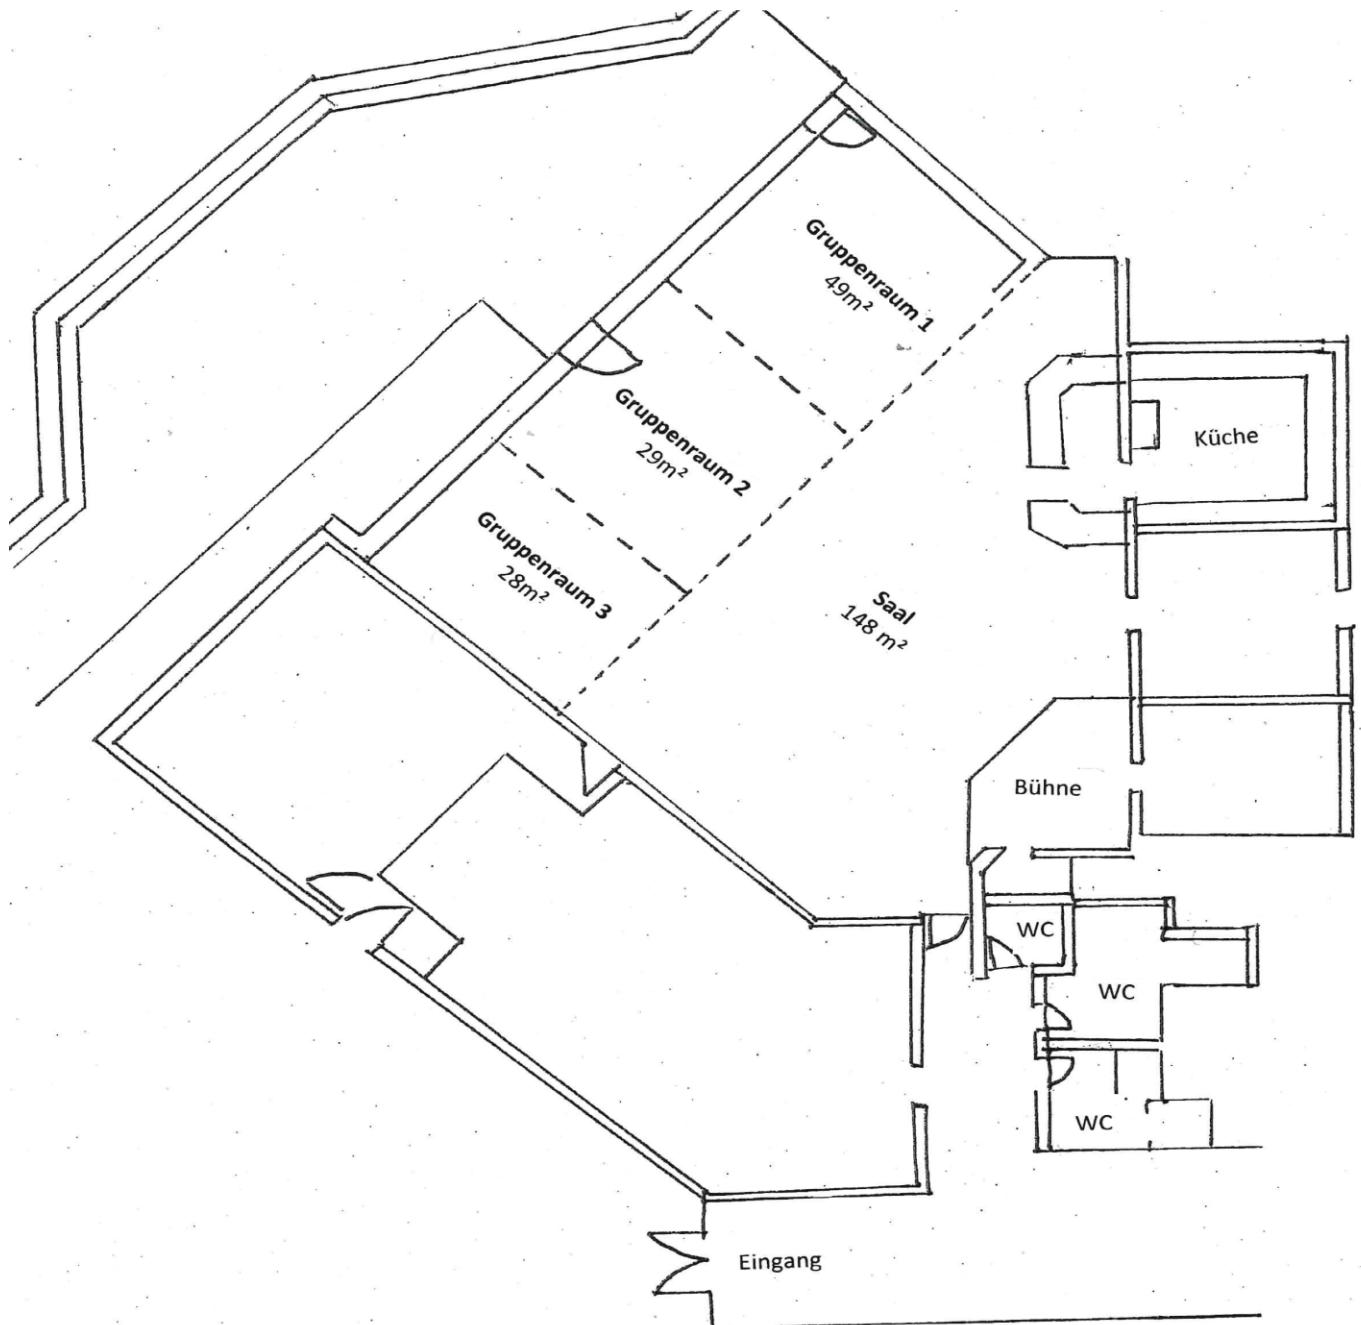 Gruppenraum 1
49m²
Gruppenraum 2
29m²
Gruppenraum 3
28m²
Küche
Saal
148 m²
Bühne
WC
WC
WC
Eingang